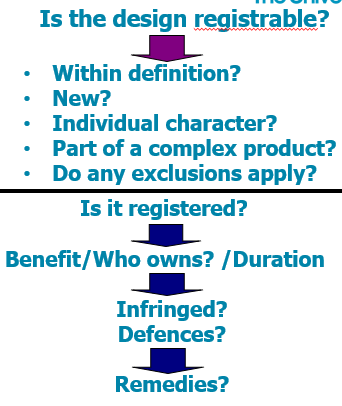 Is the design registrable?
• Within definition?
• New?
• Individual character?
• Part of a complex product?
• Do any exclusions apply?
Is it registered?
Benefit/Who owns? /Duration
Infringed?
Defences?
Remedies?